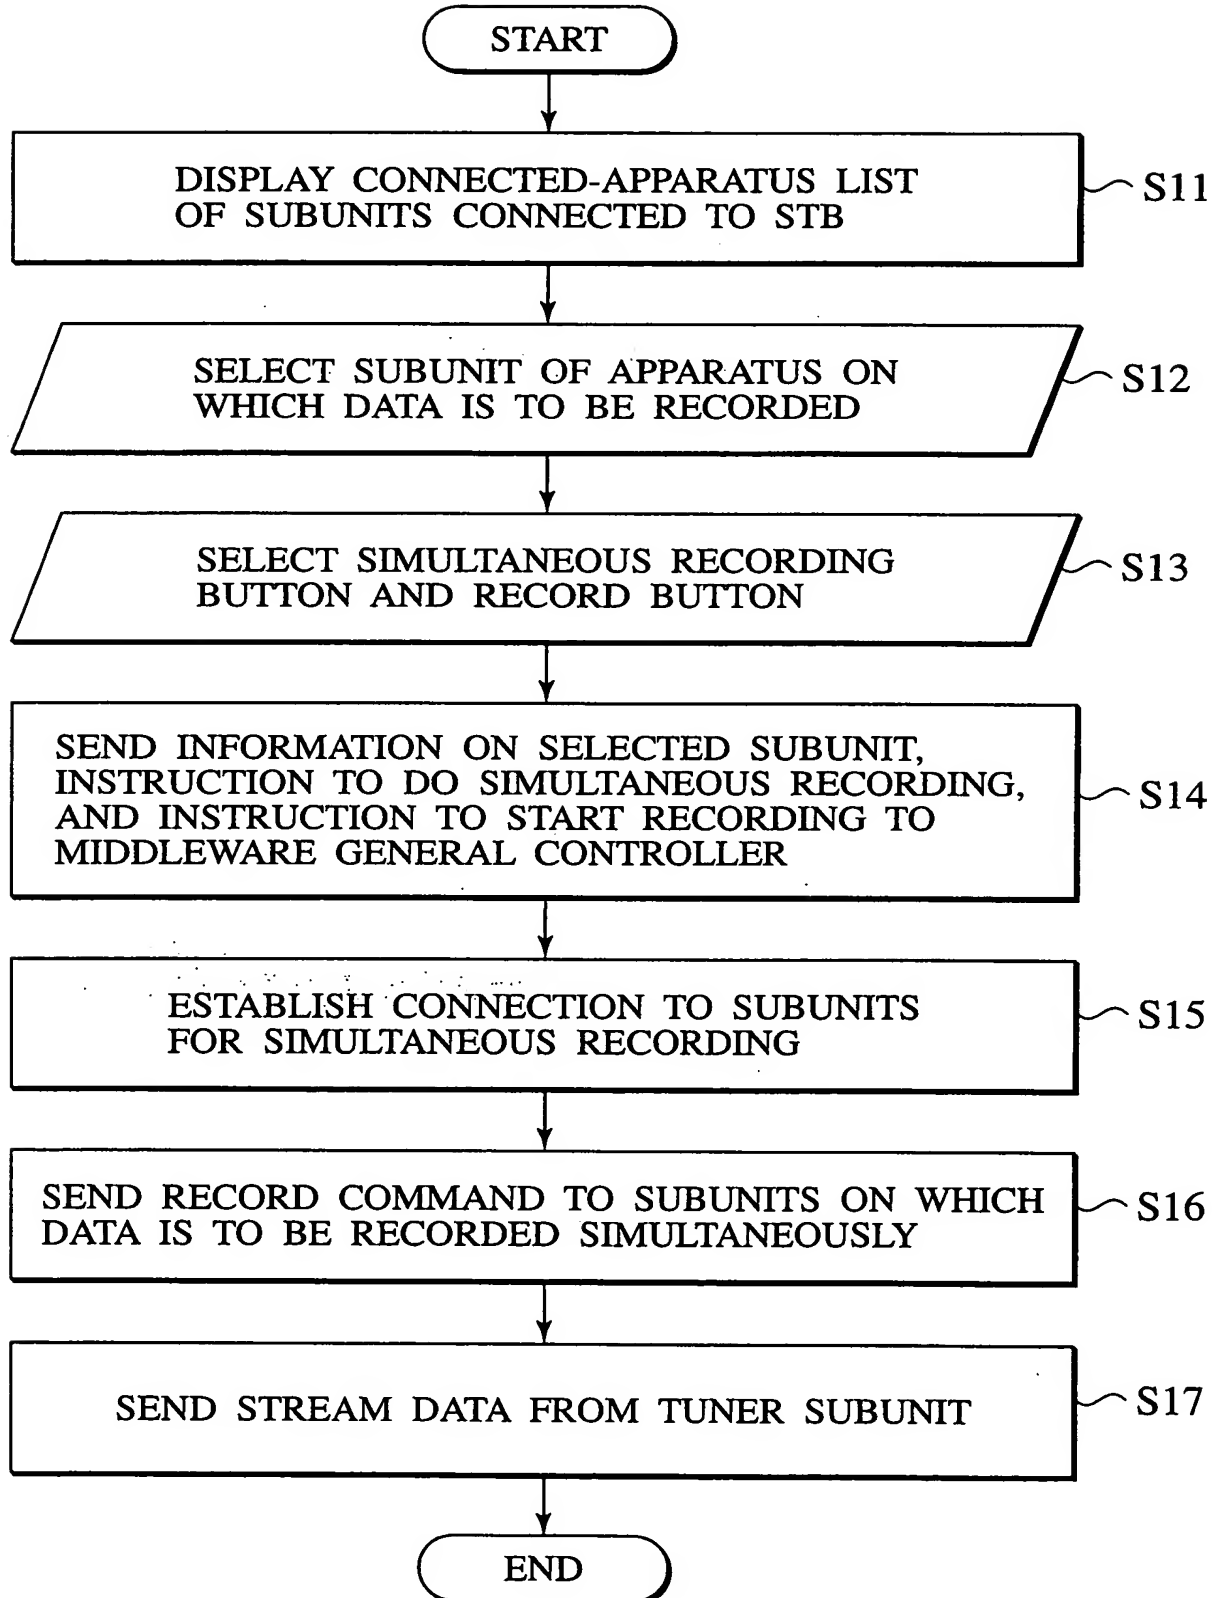 START
DISPLAY CONNECTED-APPARATUS LIST
OF SUBUNITS CONNECTED TO STB
S11
SELECT SUBUNIT OF APPARATUS ON
WHICH DATA IS TO BE RECORDED
S12
SELECT SIMULTANEOUS RECORDING
BUTTON AND RECORD BUTTON
S13
SEND INFORMATION ON SELECTED SUBUNIT,
INSTRUCTION TO DO SIMULTANEOUS RECORDING,
AND INSTRUCTION TO START RECORDING TO
MIDDLEWARE GENERAL CONTROLLER
S14
ESTABLISH CONNECTION TO SUBUNITS
FOR SIMULTANEOUS RECORDING
S15
SEND RECORD COMMAND TO SUBUNITS ON WHICH
DATA IS TO BE RECORDED SIMULTANEOUSLY
S16
SEND STREAM DATA FROM TUNER SUBUNIT
S17
END